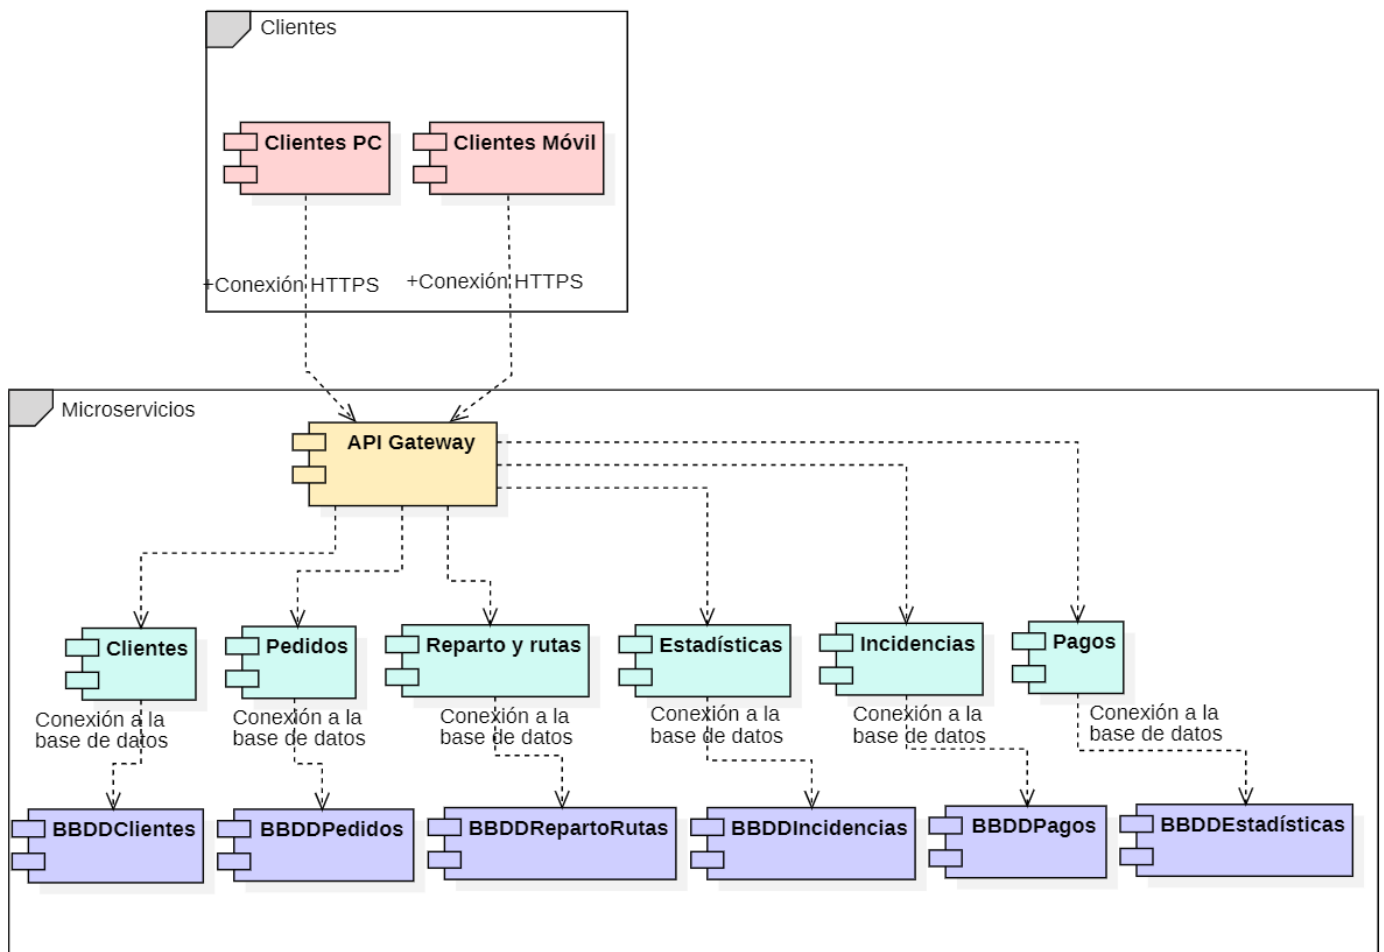 Clientes
Clientes PC
Clientes Móvil
+Conexión HTTPS
+Conexión HTTPS
Microservicios
API Gateway
Clientes
Pedidos
Reparto y rutas
Estadísticas
Incidencias
Pagos
Conexión a la
base de datos
Conexión a la
base de datos
Conexión a la
base de datos
Conexión a la
base de datos
Conexión a la
base de datos
Conexión a la
base de datos
BBDDClientes
BBDDPedidos
BBDDRepartoRutas
BBDDIncidencias
BBDDPagos
BBDDEstadísticas